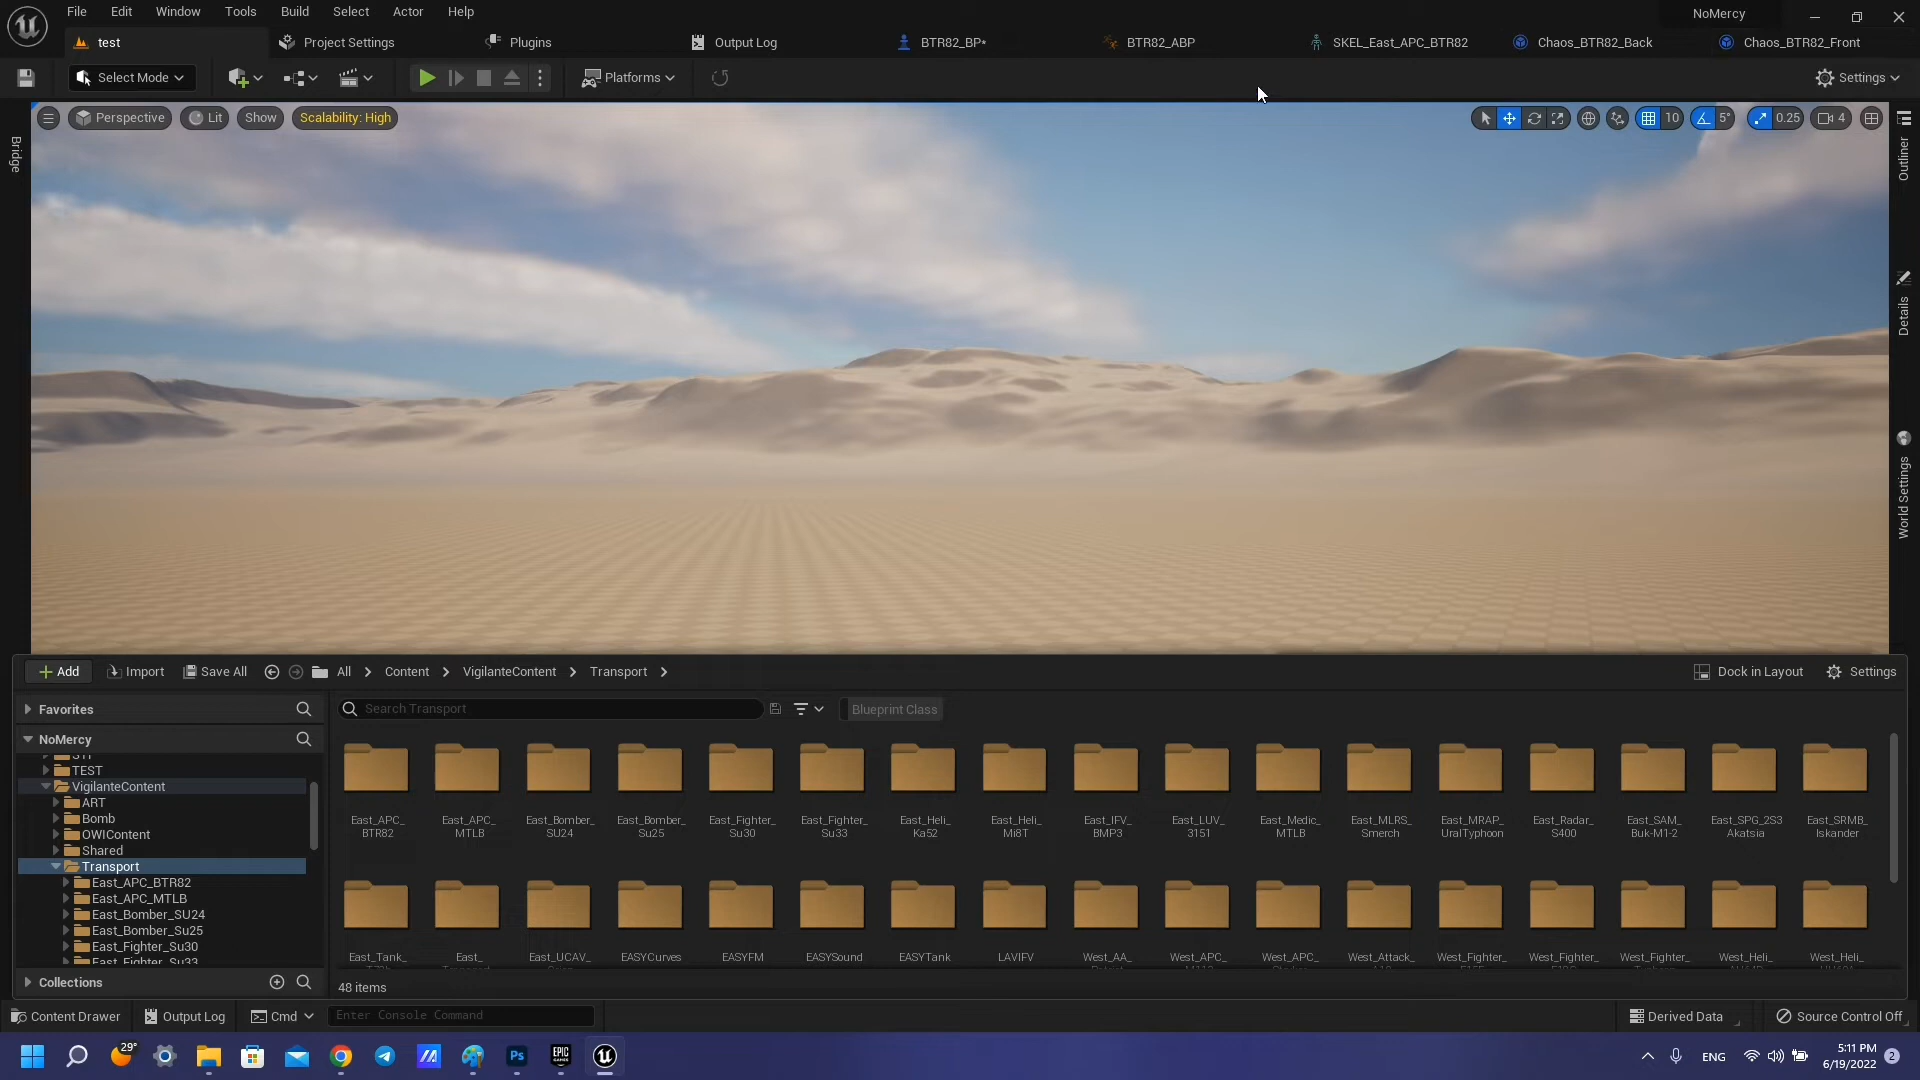 File Edit Window Tools Build Select Actor Help
NoMercy
test
Project Settings
Plugins
Output Log
BTR82_BP*
BTR82_ABP
SKEL_East_APC_BTR82
Chaos_BTR82_Back
Chaos_BTR82_Front
Select Mode
Platforms
Settings
Perspective
Lit
Show
Scalability: High
10
5°
0.25
4
Bridge
Outliner
Details
World Settings
Add
Import
Save All
All
Content
VigilanteContent
Transport
Dock in Layout
Settings
Favorites
Search Transport
Blueprint Class
NoMercy
TEST
VigilanteContent
ART
Bomb
OWIContent
Shared
Transport
East_APC_BTR82
East_APC_MTLB
East_Bomber_SU24
East_Bomber_Su25
East_Fighter_Su30
East_Fighter_Su33
Collections
East_APC_
BTR82
East_APC_
MTLB
East_Bomber_
SU24
East_Bomber_
Su25
East_Fighter_
Su30
East_Fighter_
Su33
East_Heli_
Ka52
East_Heli_
Mi8T
East_IFV_
BMP3
East_LUV_
3151
East_Medic_
MTLB
East_MLRS_
Smerch
East_MRAP_
UralTyphoon
East_Radar_
S400
East_SAM_
Buk-M1-2
East_SPG_2S3
Akatsia
East_SRMB_
Iskander
East_Tank_
East_
East_UCAV_
EASYCurves
EASYFM
EASYSound
EASYTank
LAVIFV
West_AA_
West_APC_
West_APC_
West_Attack_
West_Fighter_
West_Fighter_
West_Fighter_
West_Heli_
West_Heli_
48 items
Content Drawer
Output Log
Cmd
Enter Console Command
Derived Data
Source Control Off
29°
Ps
EPIC
GAMES
ENG
5:11 PM
6/19/2022
2